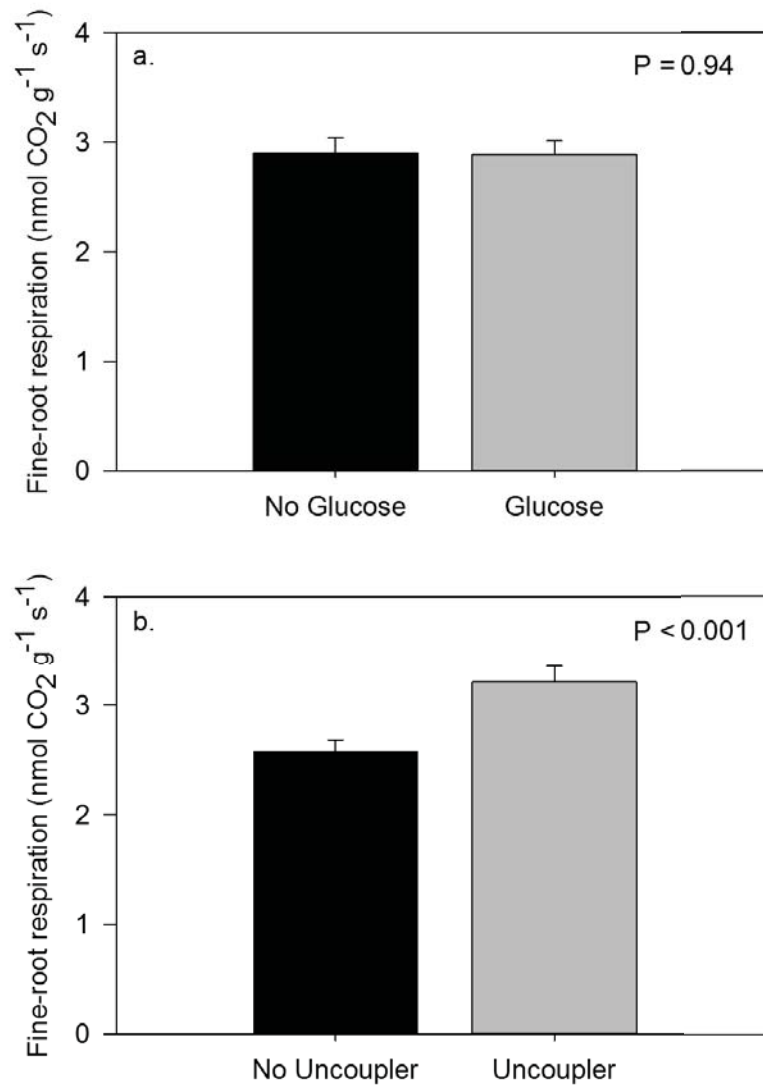 Fine-root respiration (nmol CO₂ g⁻¹ s⁻¹)
4
a.
P = 0.94
3
2
1
0
No Glucose
Glucose
Fine-root respiration (nmol CO₂ g⁻¹ s⁻¹)
4
b.
P < 0.001
3
2
1
0
No Uncoupler
Uncoupler